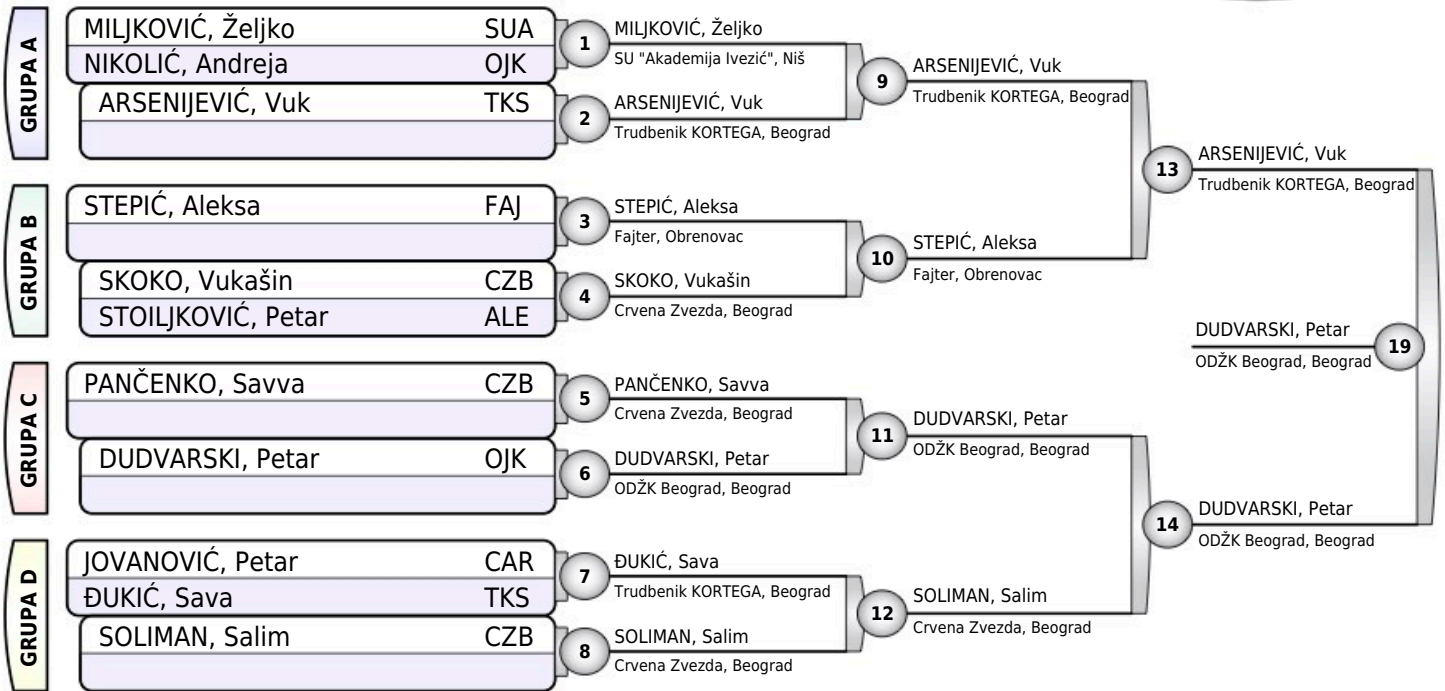 GRUPA A
MILJKOVIĆ, Željko SUA
NIKOLIĆ, Andreja OJK
ARSENIJEVIĆ, Vuk TKS
GRUPA B
STEPIĆ, Aleksa FAJ
SKOKO, Vukašin CZB
STOILJKOVIĆ, Petar ALE
GRUPA C
PANČENKO, Savva CZB
DUDVARSKI, Petar OJK
GRUPA D
JOVANOVIĆ, Petar CAR
ĐUKIĆ, Sava TKS
SOLIMAN, Salim CZB
1
MILJKOVIĆ, Željko
SU "Akademija Ivezić", Niš
2
ARSENIJEVIĆ, Vuk
Trudbenik KORTEGA, Beograd
3
STEPIĆ, Aleksa
Fajter, Obrenovac
4
SKOKO, Vukašin
Crvena Zvezda, Beograd
5
PANČENKO, Savva
Crvena Zvezda, Beograd
6
DUDVARSKI, Petar
ODŽK Beograd, Beograd
7
ĐUKIĆ, Sava
Trudbenik KORTEGA, Beograd
8
SOLIMAN, Salim
Crvena Zvezda, Beograd
9
ARSENIJEVIĆ, Vuk
Trudbenik KORTEGA, Beograd
10
STEPIĆ, Aleksa
Fajter, Obrenovac
11
DUDVARSKI, Petar
ODŽK Beograd, Beograd
12
SOLIMAN, Salim
Crvena Zvezda, Beograd
13
ARSENIJEVIĆ, Vuk
Trudbenik KORTEGA, Beograd
14
DUDVARSKI, Petar
ODŽK Beograd, Beograd
DUDVARSKI, Petar
ODŽK Beograd, Beograd
19